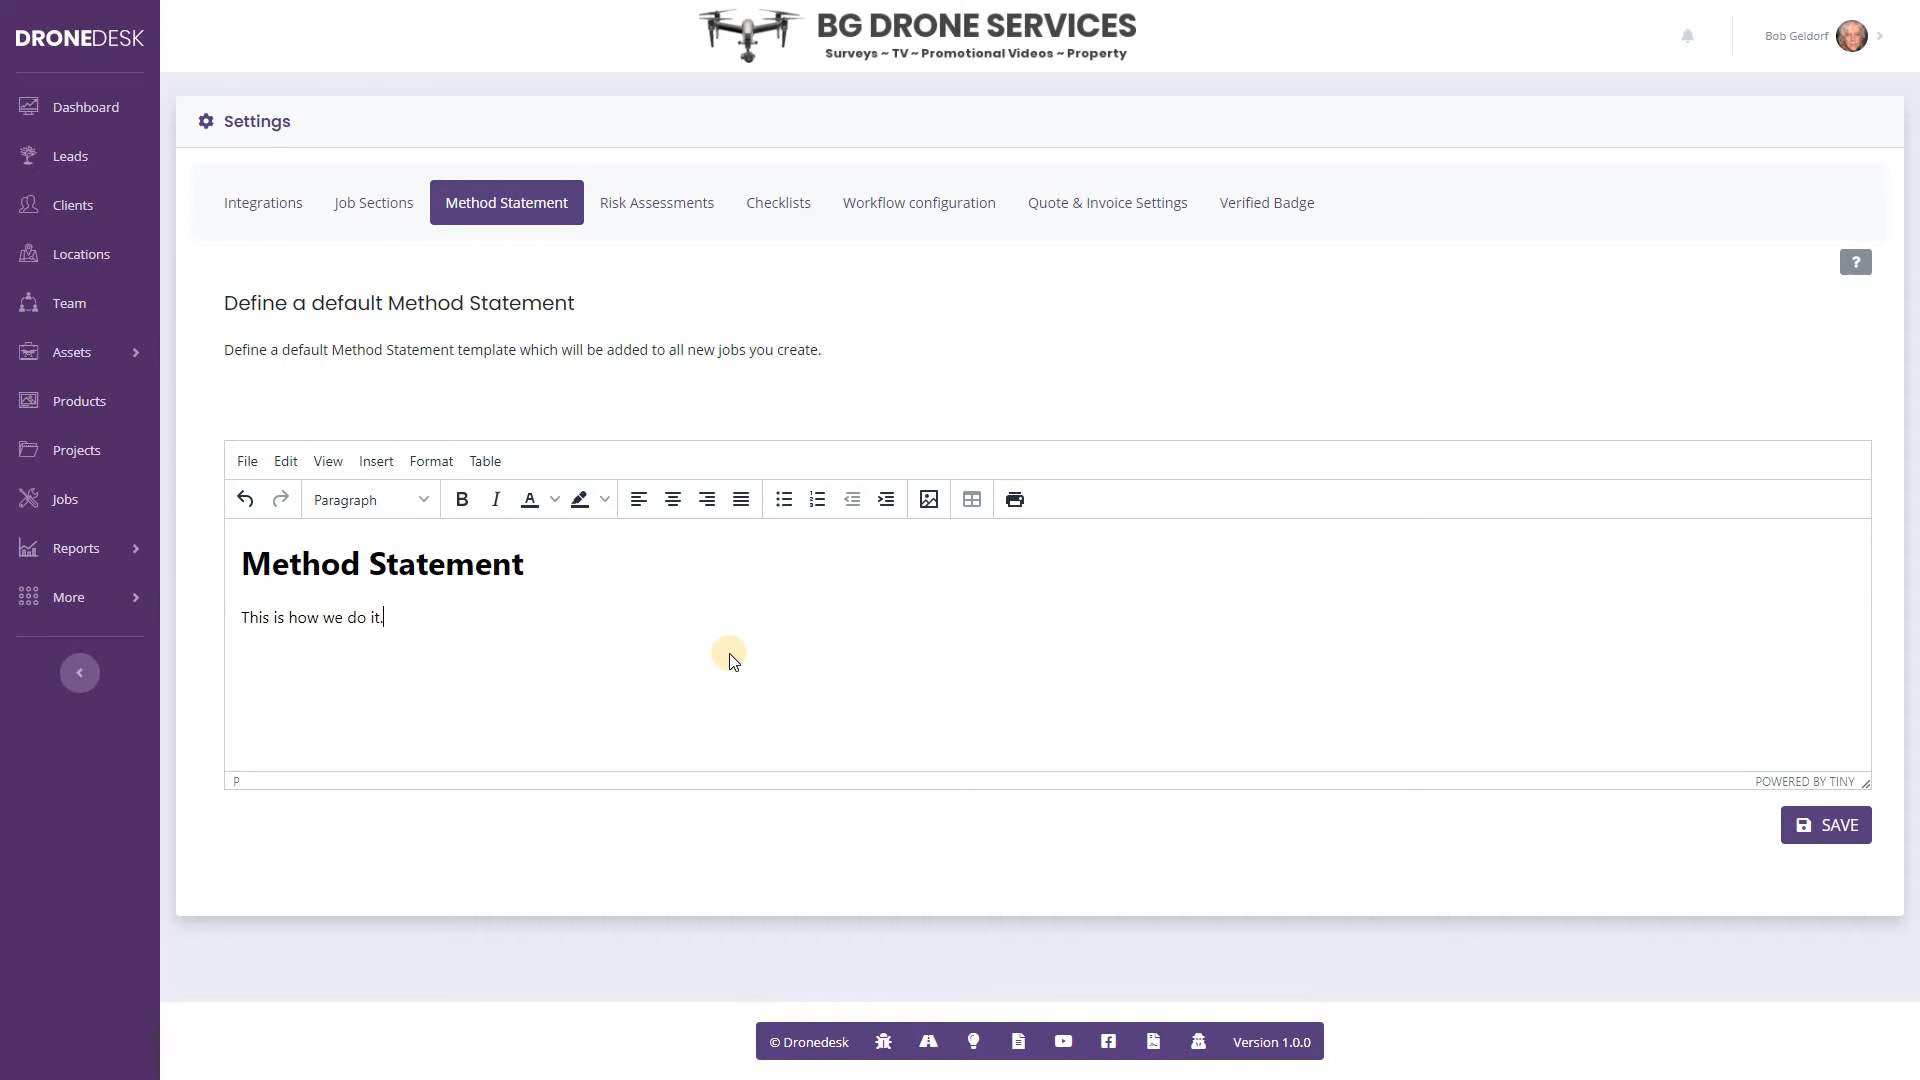 DRONEDESK
BG DRONE SERVICES
Surveys ~ TV ~ Promotional Videos ~ Property
Bob Geldorf
Dashboard
Leads
Clients
Locations
Team
Assets
Products
Projects
Jobs
Reports
More
Settings
Integrations Job Sections Method Statement Risk Assessments Checklists Workflow configuration Quote & Invoice Settings Verified Badge
?
Define a default Method Statement
Define a default Method Statement template which will be added to all new jobs you create.
File Edit View Insert Format Table
Paragraph B I A
Method Statement
This is how we do it.
P POWERED BY TINY
SAVE
© Dronedesk Version 1.0.0